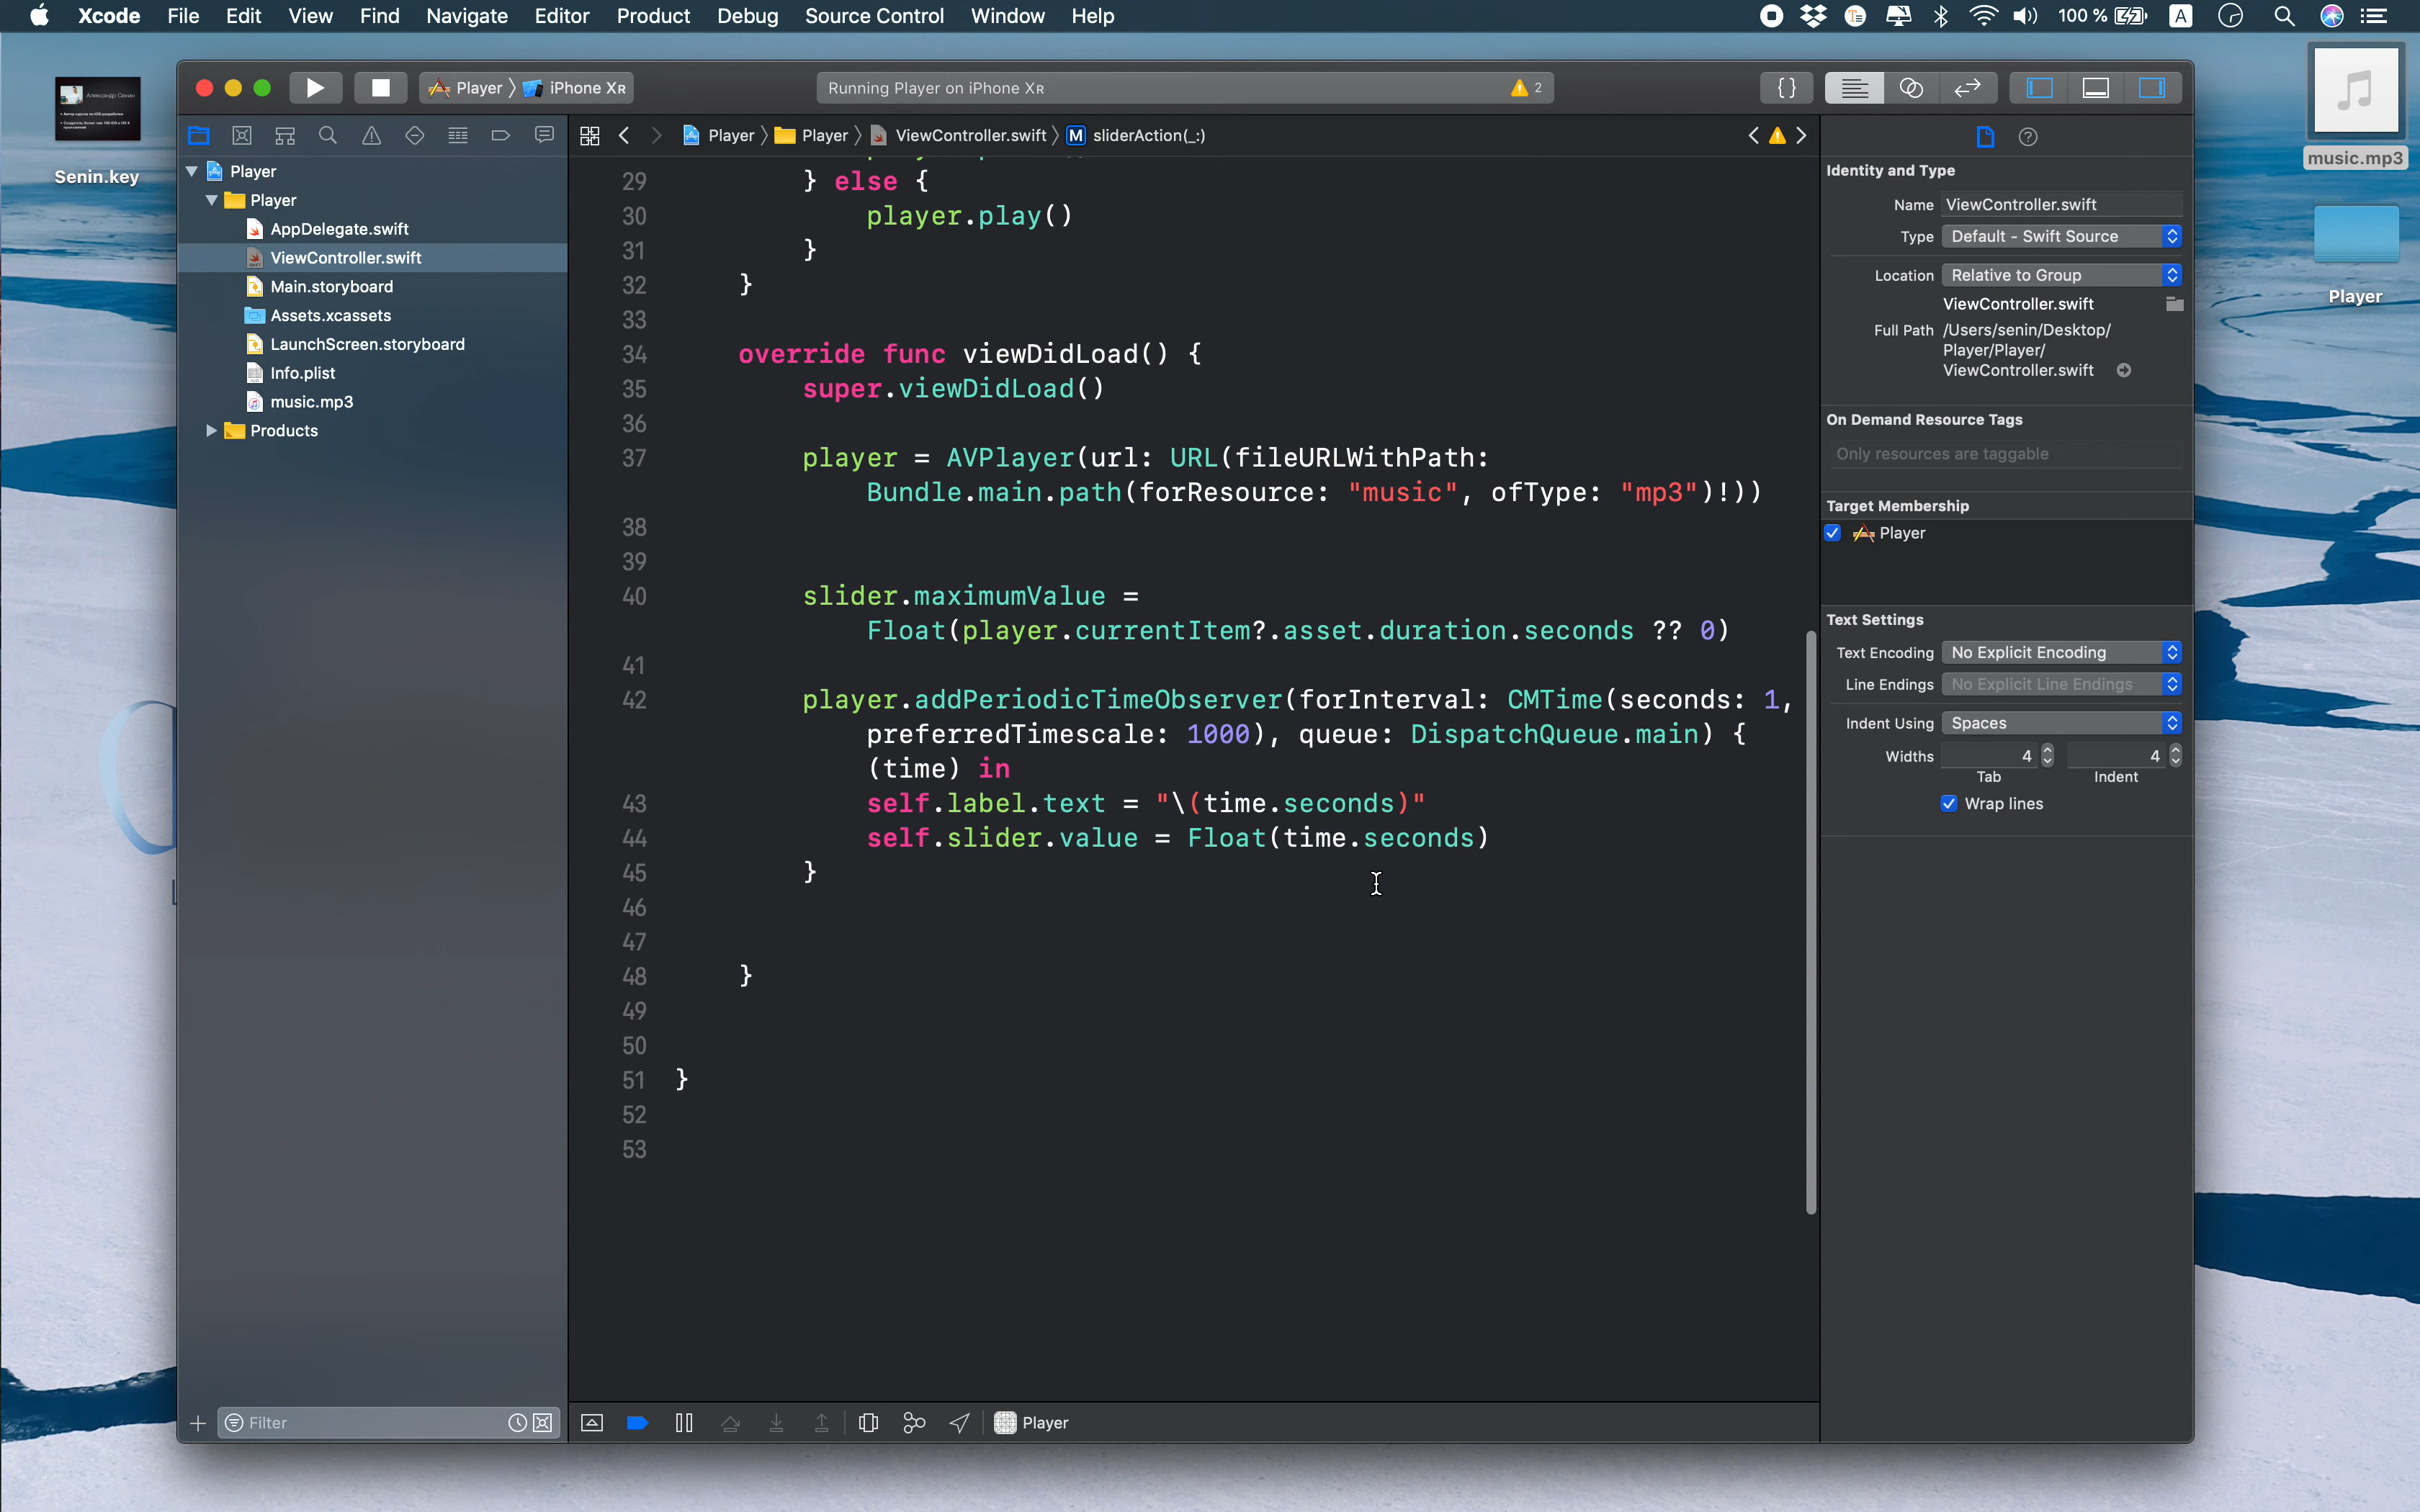 Xcode File Edit View Find Navigate Editor Product Debug Source Control Window Help 100 % A
Senin.key
music.mp3
Player
Player 〉 iPhone XR
Running Player on iPhone XR
2
{ }
Player 〉 Player 〉 ViewController.swift 〉 M sliderAction(_:)
Player
Player
AppDelegate.swift
ViewController.swift
Main.storyboard
Assets.xcassets
LaunchScreen.storyboard
Info.plist
music.mp3
Products
Filter
29 } else {
30 player.play()
31 }
32 }
33
34 override func viewDidLoad() {
35 super.viewDidLoad()
36
37 player = AVPlayer(url: URL(fileURLWithPath:
Bundle.main.path(forResource: "music", ofType: "mp3")!))
38
39
40 slider.maximumValue =
Float(player.currentItem?.asset.duration.seconds ?? 0)
41
42 player.addPeriodicTimeObserver(forInterval: CMTime(seconds: 1,
preferredTimescale: 1000), queue: DispatchQueue.main) {
(time) in
43 self.label.text = "\(time.seconds)"
44 self.slider.value = Float(time.seconds)
45 }
46
47
48 }
49
50
51 }
52
53
Player
Identity and Type
Name ViewController.swift
Type Default - Swift Source
Location Relative to Group
ViewController.swift
Full Path /Users/senin/Desktop/
Player/Player/
ViewController.swift
On Demand Resource Tags
Only resources are taggable
Target Membership
Player
Text Settings
Text Encoding No Explicit Encoding
Line Endings No Explicit Line Endings
Indent Using Spaces
Widths 4 4
Tab Indent
Wrap lines